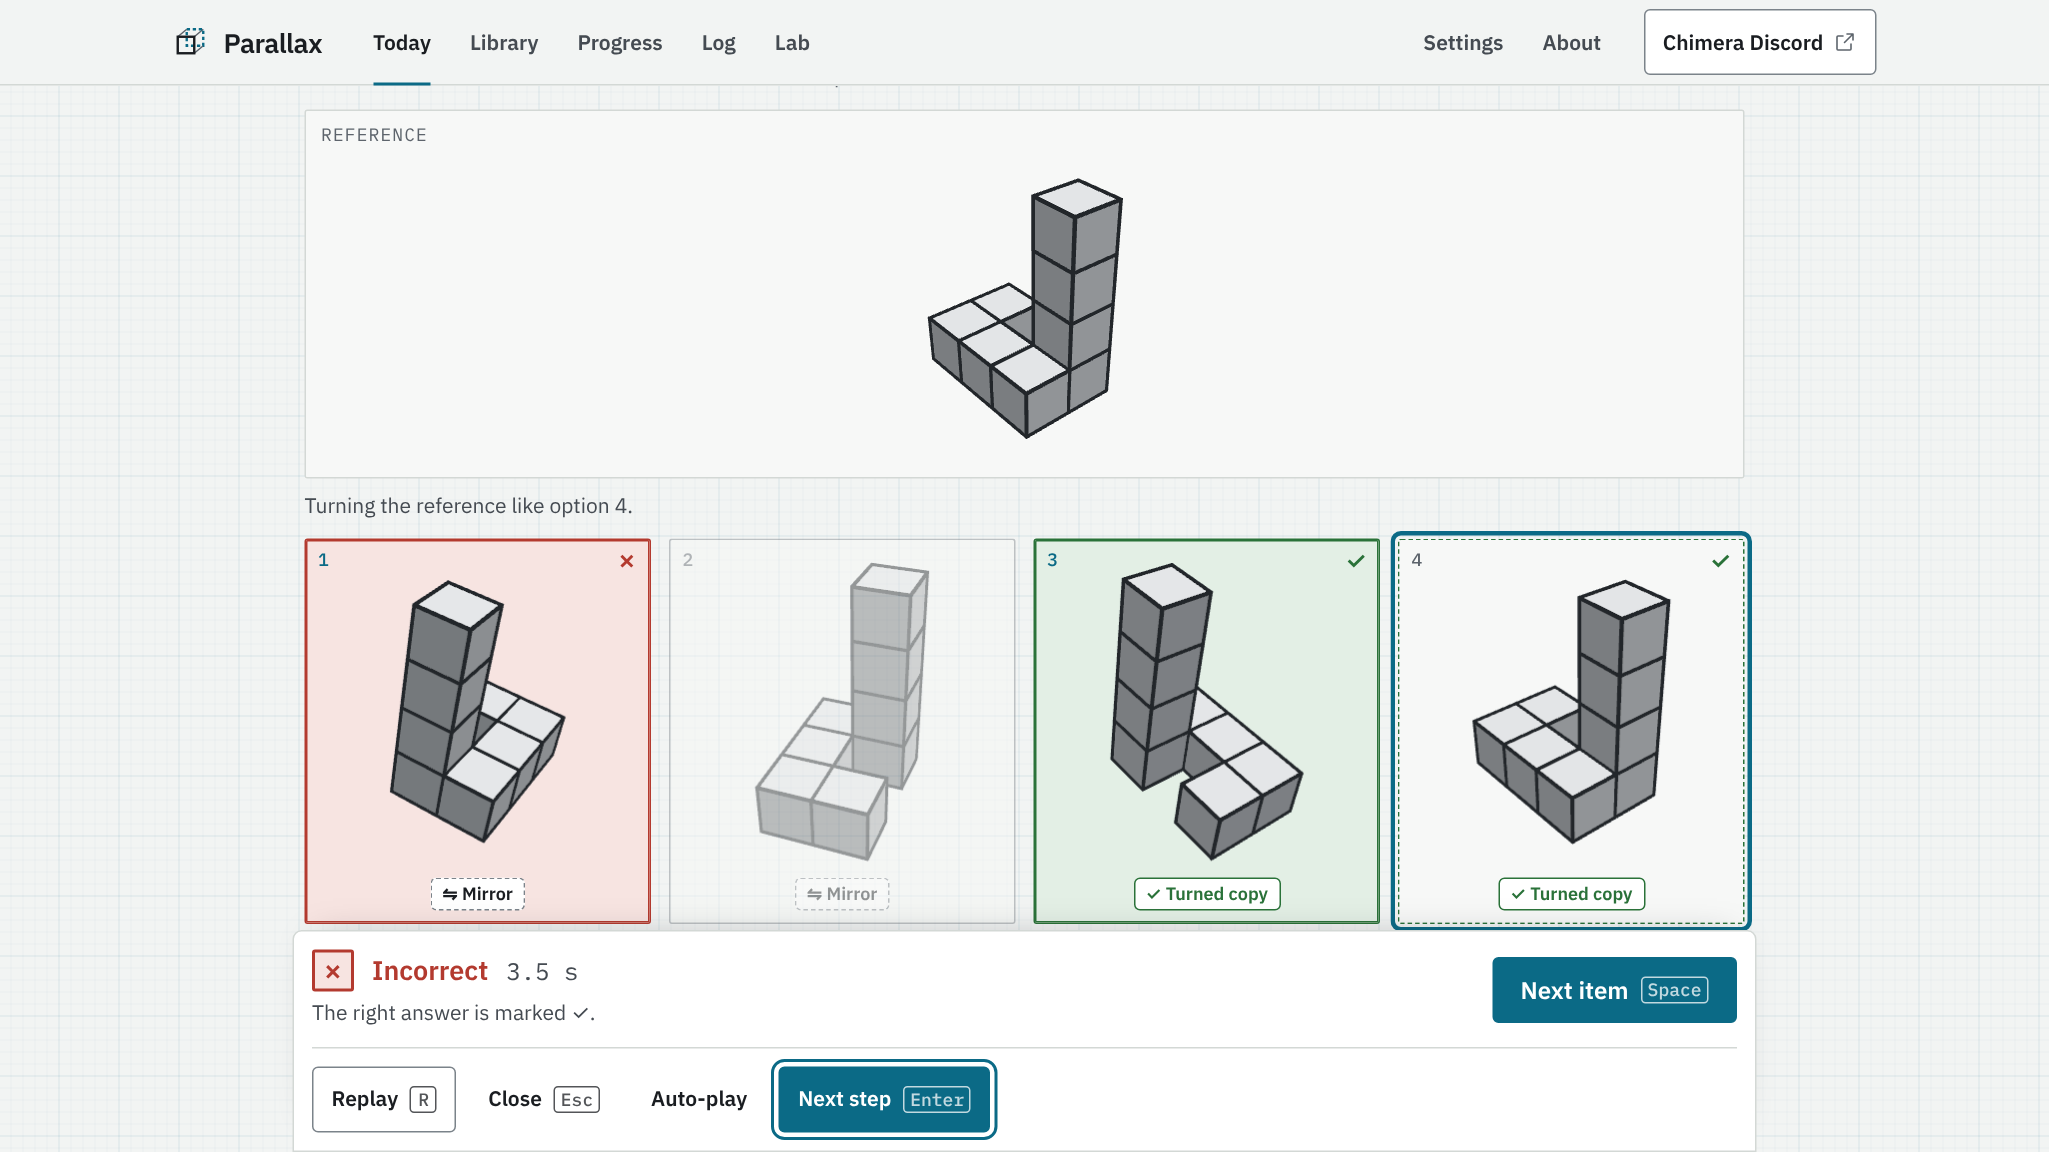 Parallax Today Library Progress Log Lab Settings About Chimera Discord
REFERENCE
Turning the reference like option 4.
1 2 3 4
Mirror Mirror Turned copy Turned copy
Incorrect 3.5 s
The right answer is marked ✓.
Next item Space
Replay R Close Esc Auto-play Next step Enter